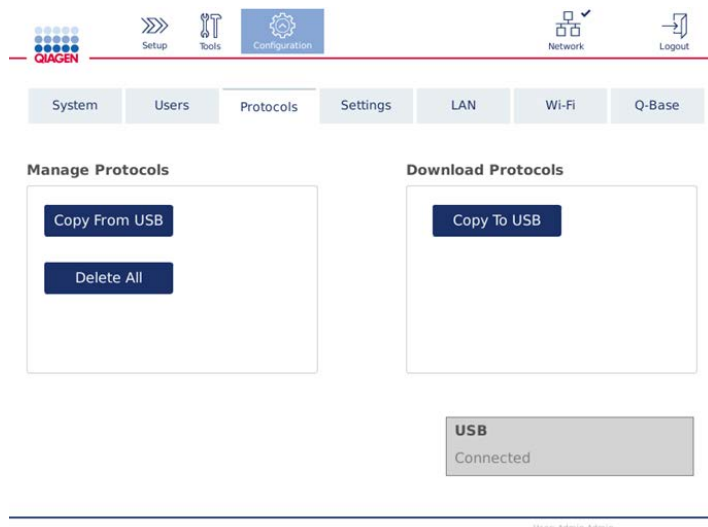 QIAGEN
Setup
Tools
Configuration
Network
Logout
System
Users
Protocols
Settings
LAN
Wi-Fi
Q-Base
Manage Protocols
Download Protocols
Copy From USB
Copy To USB
Delete All
USB
Connected